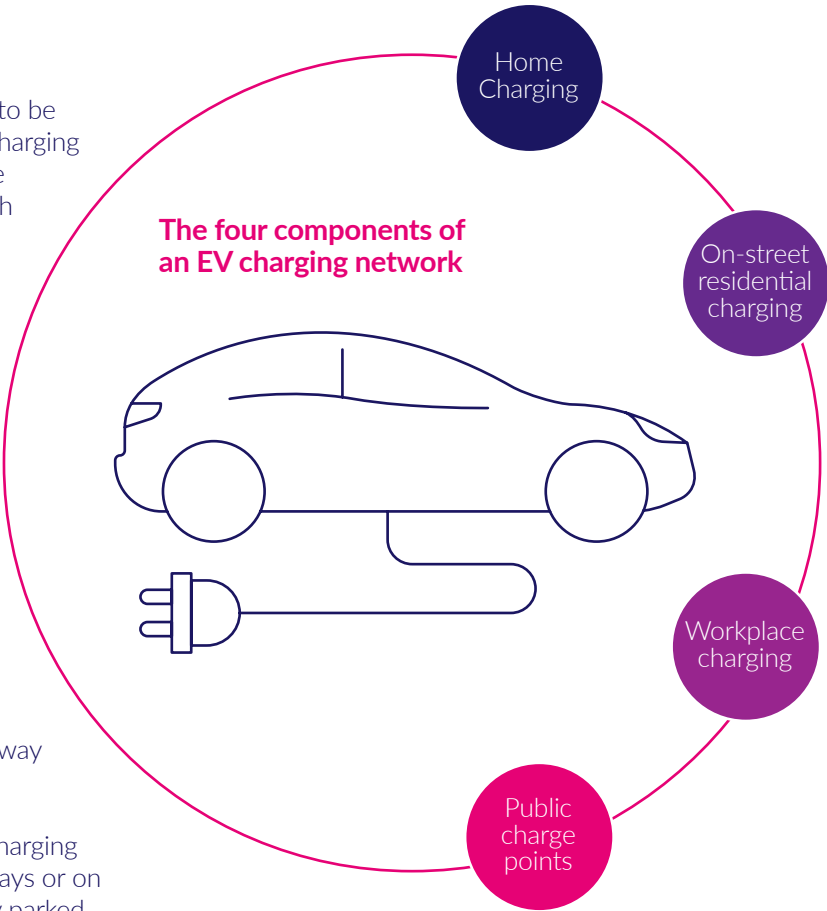 to be
harging
e
h
The four components of
an EV charging network
Home
Charging
On-street
residential
charging
Workplace
charging
Public
charge
points
way
harging
ays or on
y parked